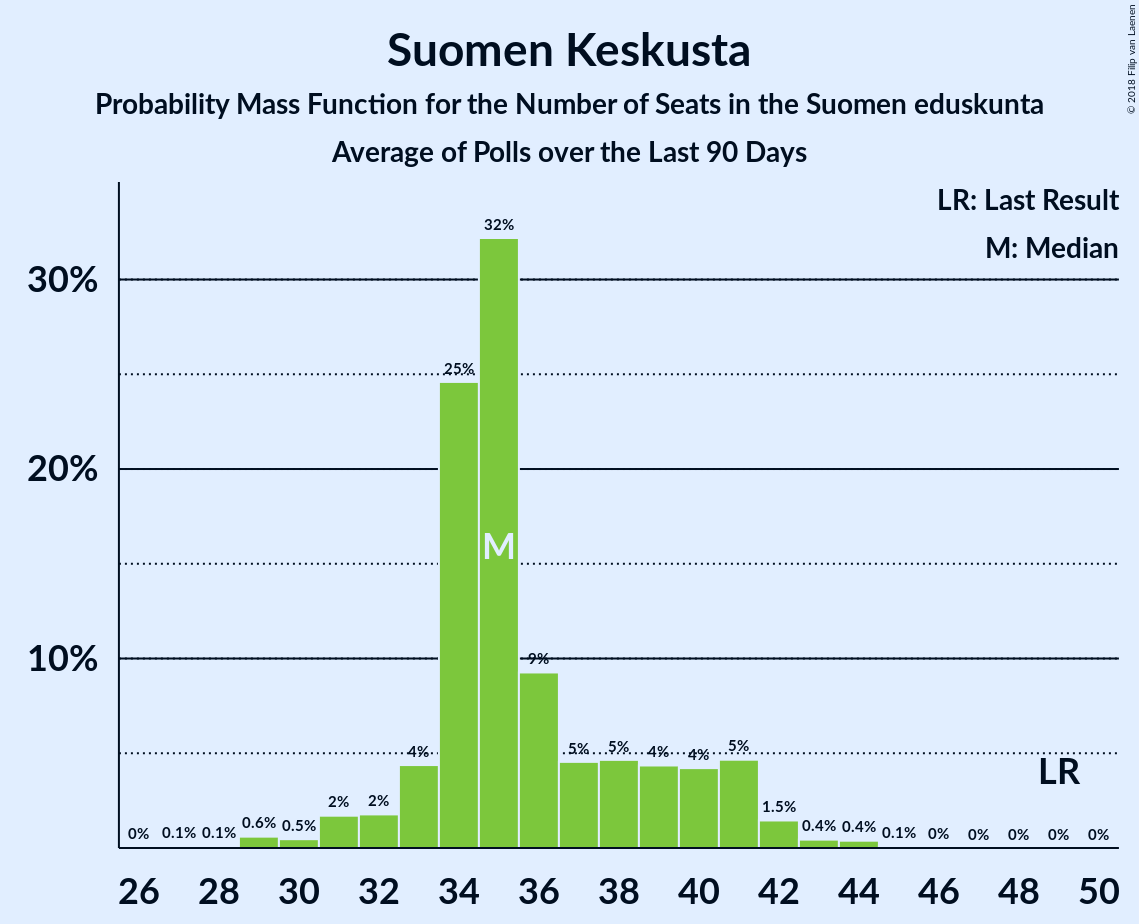 Suomen Keskusta
Probability Mass Function for the Number of Seats in the Suomen eduskunta
Average of Polls over the Last 90 Days
© 2018 Filip van Laenen
LR: Last Result
M: Median
30%
20%
10%
0% 0.1% 0.1% 0.6% 0.5% 2% 2% 4% 25% 32% 9% 5% 5% 4% 4% 5% 1.5% 0.4% 0.4% 0.1% 0% 0% 0% 0% 0%
M
LR
26 28 30 32 34 36 38 40 42 44 46 48 50